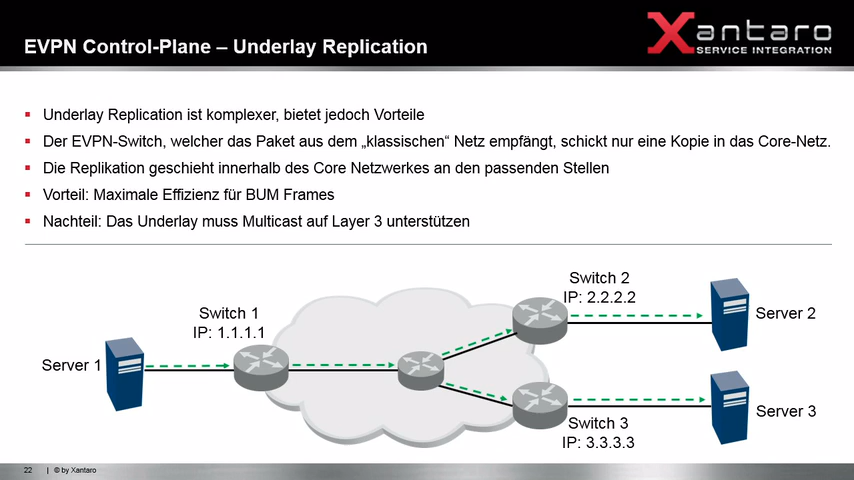 EVPN Control-Plane – Underlay Replication
Xantaro
SERVICE INTEGRATION
Underlay Replication ist komplexer, bietet jedoch Vorteile
Der EVPN-Switch, welcher das Paket aus dem „klassischen“ Netz empfängt, schickt nur eine Kopie in das Core-Netz.
Die Replikation geschieht innerhalb des Core Netzwerkes an den passenden Stellen
Vorteil: Maximale Effizienz für BUM Frames
Nachteil: Das Underlay muss Multicast auf Layer 3 unterstützen
Switch 2
IP: 2.2.2.2
Switch 1
IP: 1.1.1.1
Server 2
Server 1
Server 3
Switch 3
IP: 3.3.3.3
22 | © by Xantaro